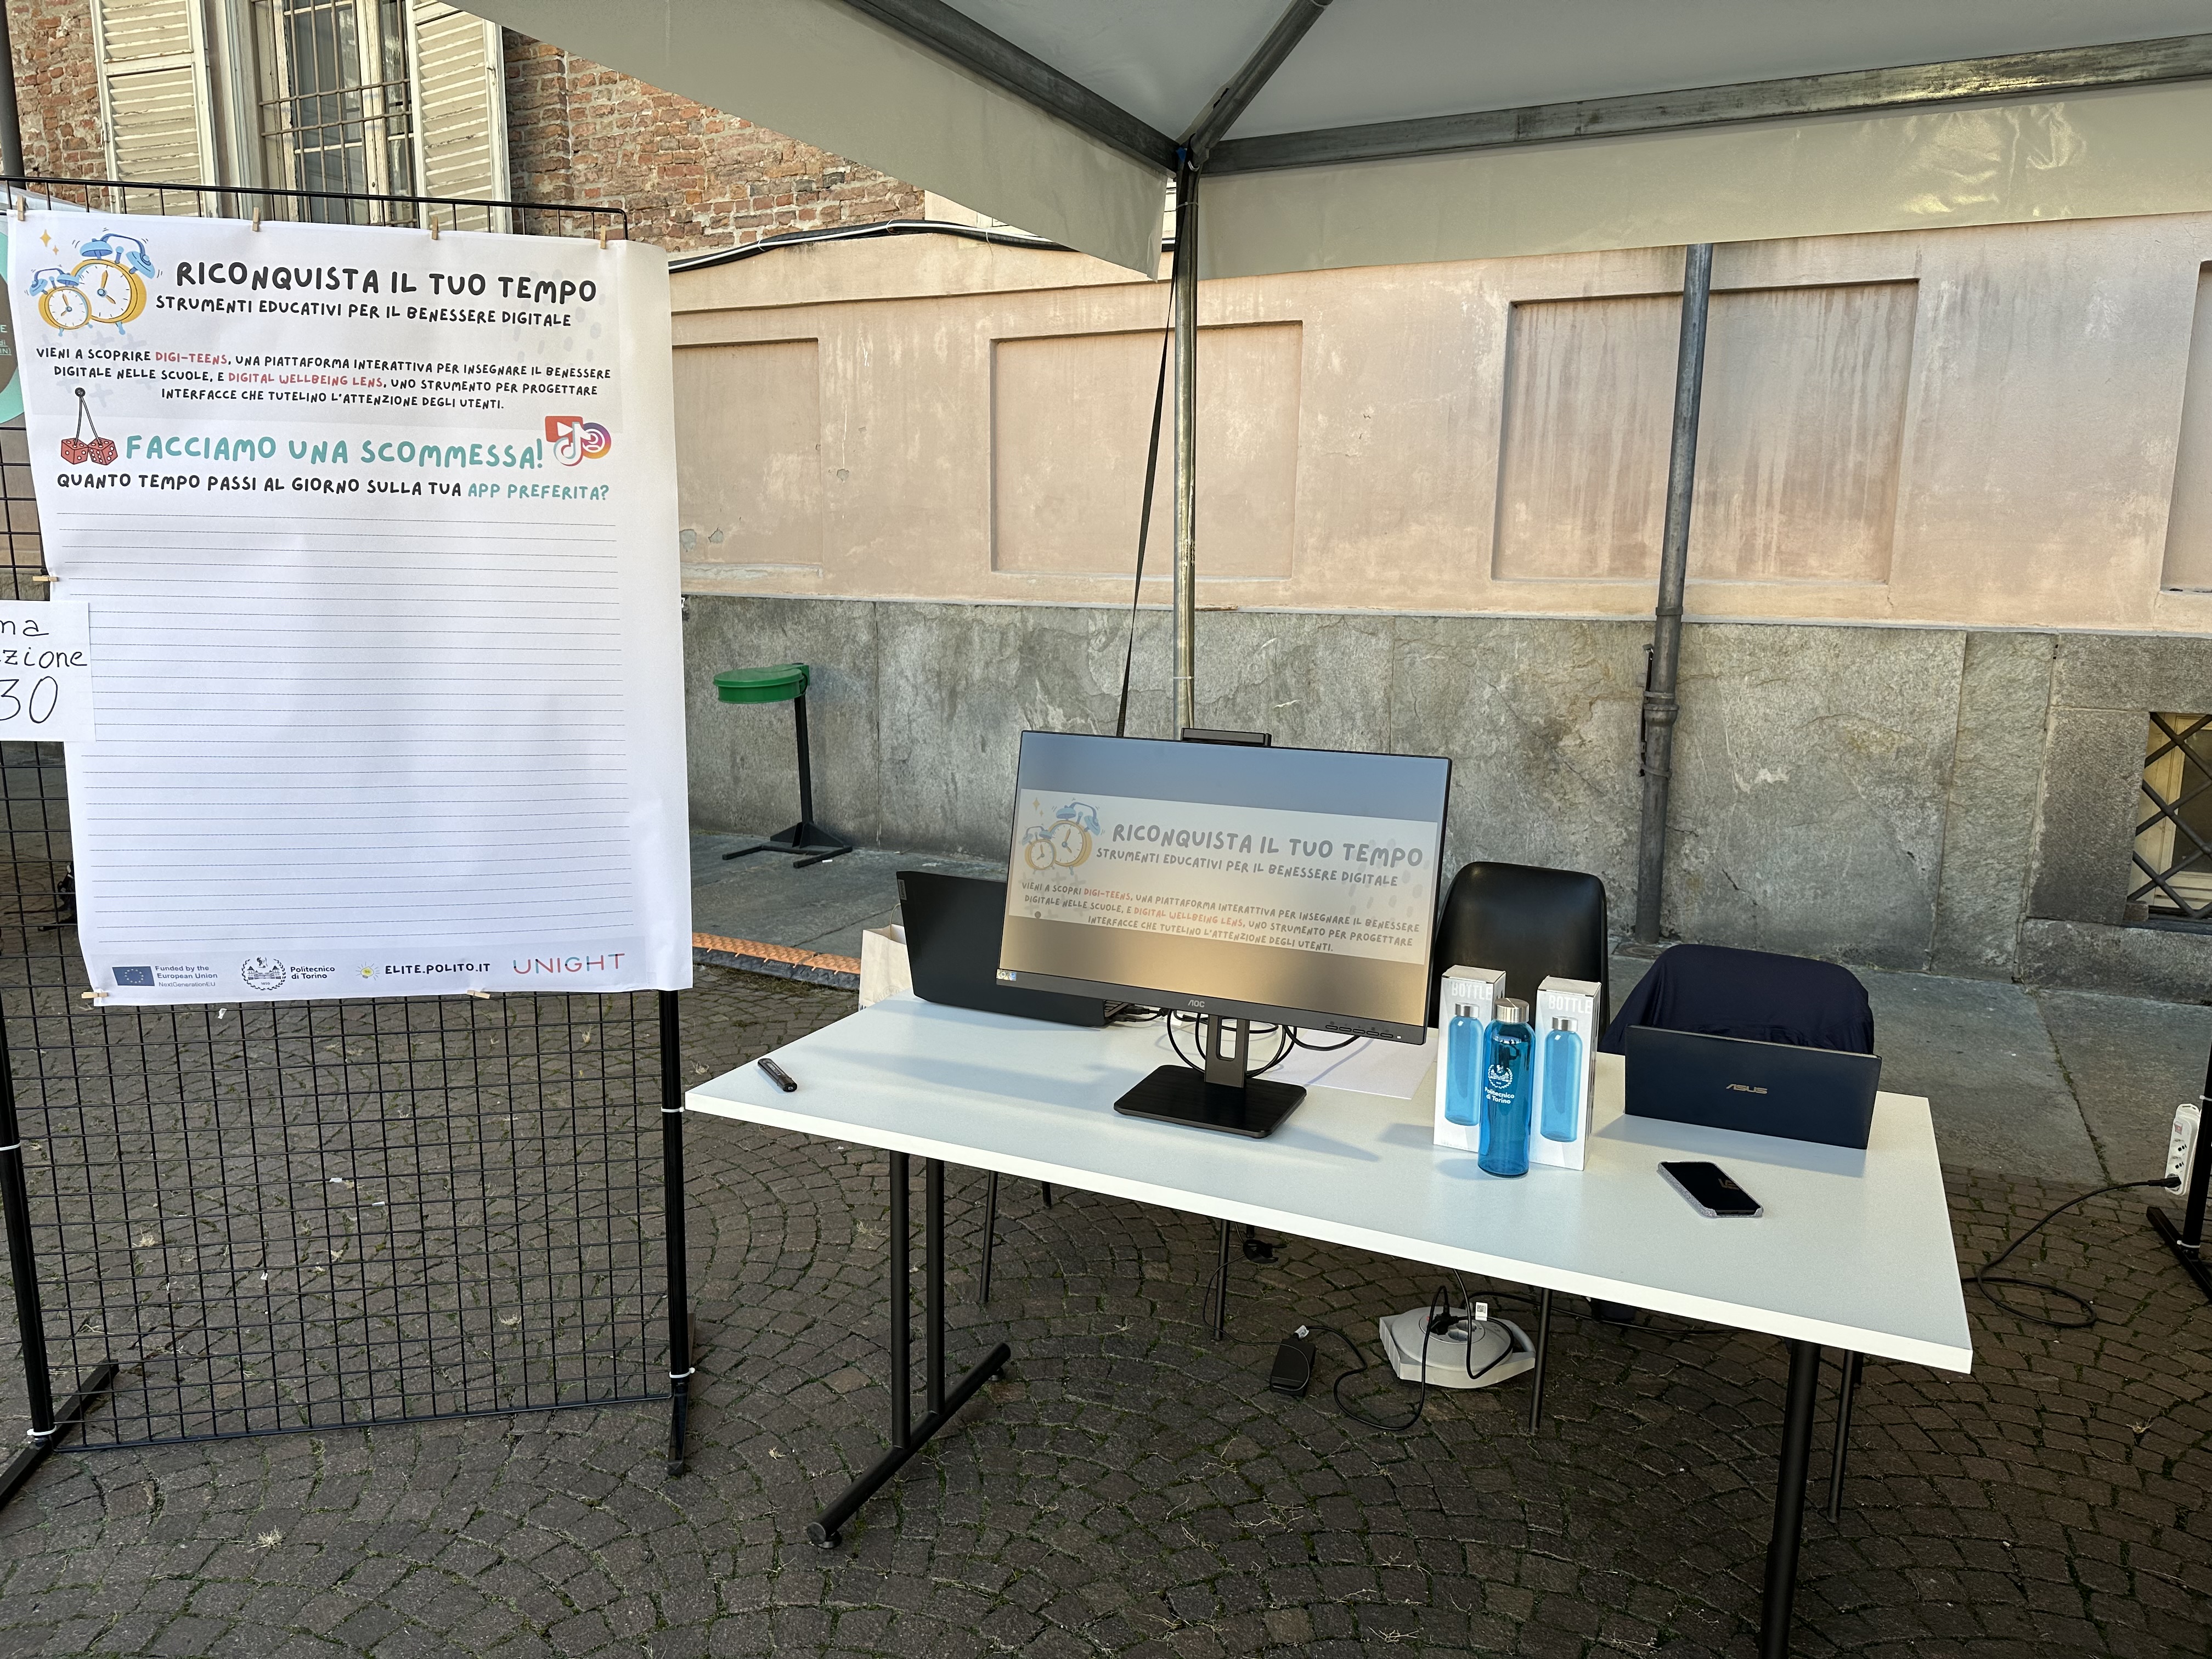 RICONQUISTA IL TUO TEMPO
STRUMENTI EDUCATIVI PER IL BENESSERE DIGITALE
VIENI A SCOPRIRE DIGI-TEENS, UNA PIATTAFORMA INTERATTIVA PER INSEGNARE IL BENESSERE
DIGITALE NELLE SCUOLE, E DIGITAL WELLBEING LENS, UNO STRUMENTO PER PROGETTARE
INTERFACCE CHE TUTELINO L'ATTENZIONE DEGLI UTENTI.
FACCIAMO UNA SCOMMESSA!
QUANTO TEMPO PASSI AL GIORNO SULLA TUA APP PREFERITA?
30
Funded by the
European Union
NextGenerationEU
Politecnico
di Torino
ELITE.POLITO.IT
UNIGHT
RICONQUISTA IL TUO TEMPO
STRUMENTI EDUCATIVI PER IL BENESSERE DIGITALE
VIENI A SCOPRI DIGI-TEENS, UNA PIATTAFORMA INTERATTIVA PER INSEGNARE IL BENESSERE
DIGITALE NELLE SCUOLE, E DIGITAL WELLBEING LENS, UNO STRUMENTO PER PROGETTARE
INTERFACCE CHE TUTELINO L'ATTENZIONE DEGLI UTENTI.
AOC
BOTTLE
BOTTLE
Politecnico
di Torino
ASUS